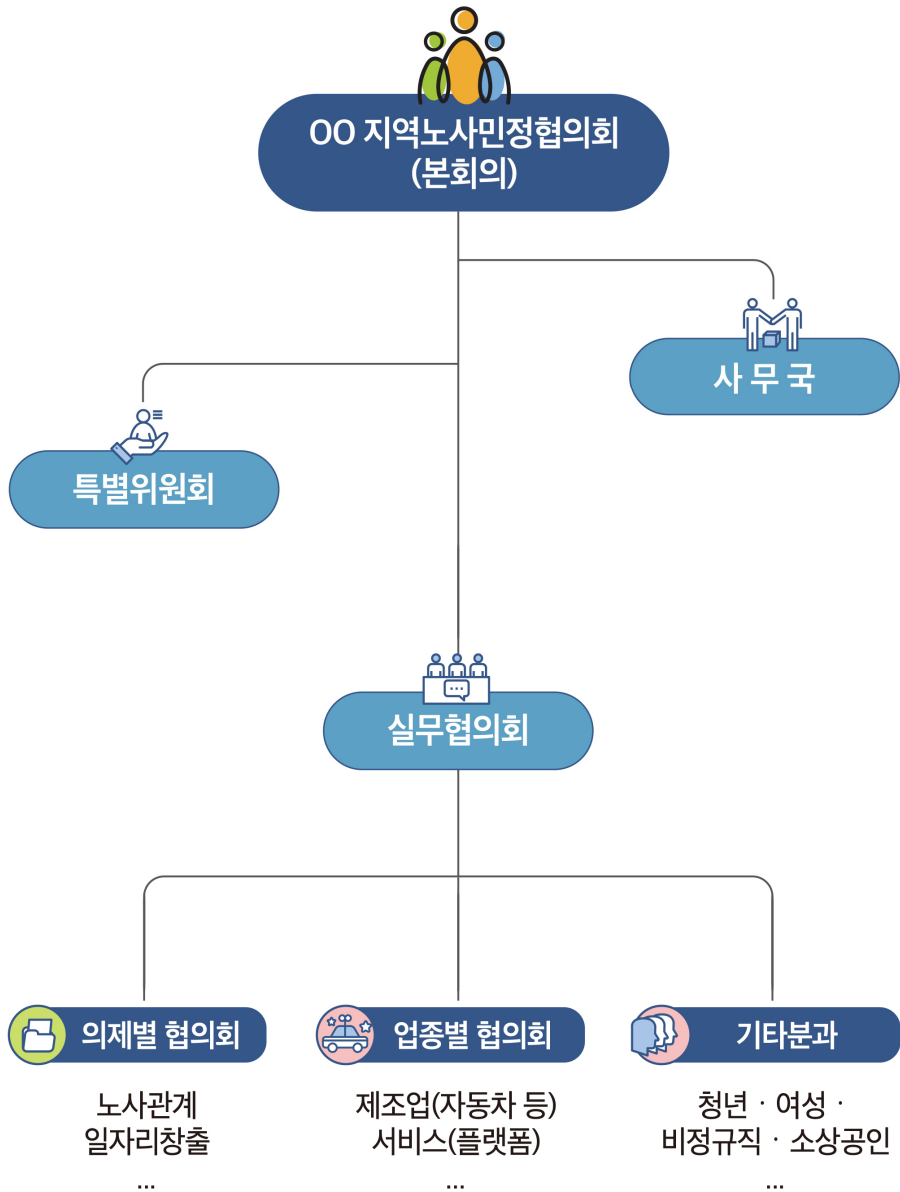 OO 지역노사민정협의회
(본회의)
사 무 국
특별위원회
실무협의회
의제별 협의회
노사관계
일자리창출
...
업종별 협의회
제조업(자동차 등)
서비스(플랫폼)
...
기타분과
청년 · 여성 ·
비정규직 · 소상공인
...